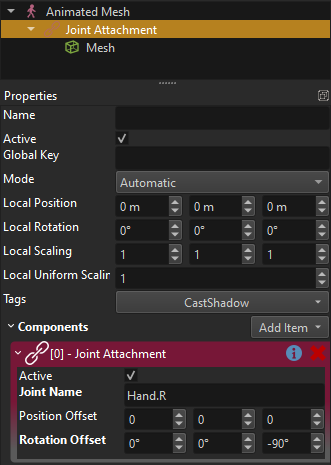 Animated Mesh
Joint Attachment
Mesh
Properties
Name
Active
Global Key
Mode Automatic
Local Position 0 m 0 m 0 m
Local Rotation 0° 0° 0°
Local Scaling 1 1 1
Local Uniform Scalin 1
Tags CastShadow
Components Add Item
[0] - Joint Attachment
Active
Joint Name Hand.R
Position Offset 0 0 0
Rotation Offset 0° 0° -90°